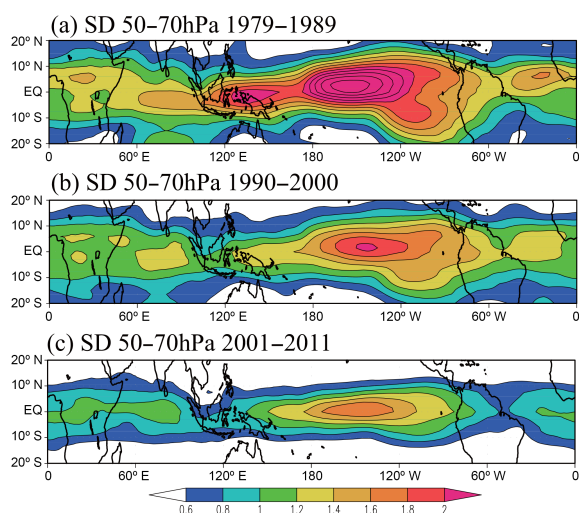 (a) SD 50–70hPa 1979–1989
20° N
10° N
EQ
10° S
20° S
0
60° E
120° E
180
120° W
60° W
0
(b) SD 50–70hPa 1990–2000
20° N
10° N
EQ
10° S
20° S
0
60° E
120° E
180
120° W
60° W
0
(c) SD 50–70hPa 2001–2011
20° N
10° N
EQ
10° S
20° S
0
60° E
120° E
180
120° W
60° W
0
0.6 0.8 1 1.2 1.4 1.6 1.8 2